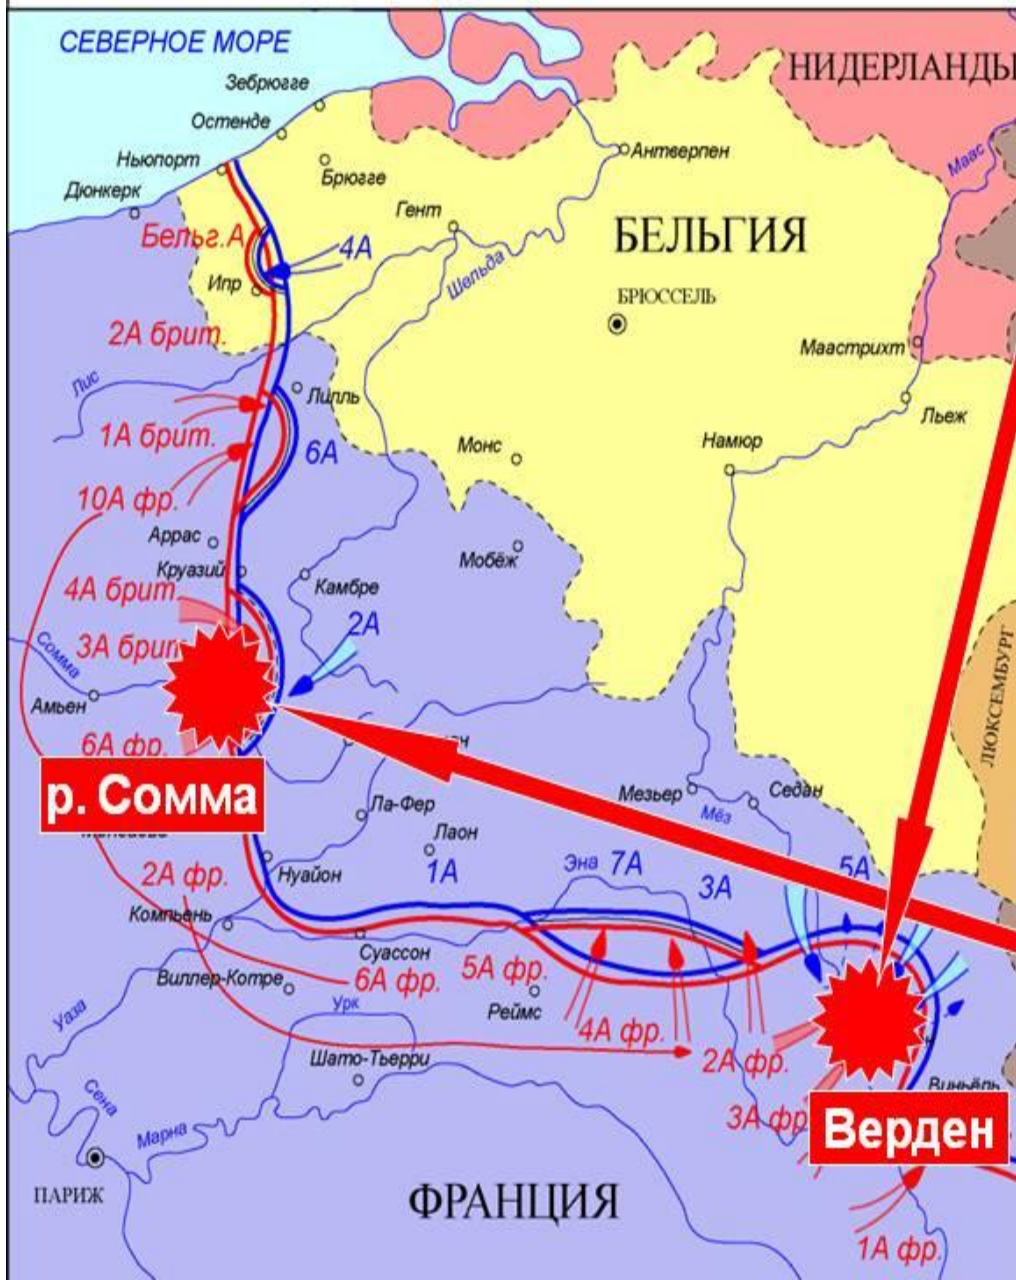 СЕВЕРНОЕ МОРЕ
НИДЕРЛАНДЫ
Зебрюгге
Остенде
Ньюпорт
Брюгге
Антверпен
Маас
Дюнкерк
Гент
Бельг.А
4А
БЕЛЬГИЯ
Шельда
Ипр
БРЮССЕЛЬ
2А брит.
Маастрихт
Лис
Лилль
Льеж
1А брит.
6А
Монс
Намюр
10А фр.
Аррас
Мобёж
Круазий
Камбре
4А брит.
2А
3А брит
Сомма
ЛЮКСЕМБУРГ
Амьен
6А фр.
р. Сомма
Мезьер
Седан
Мёз
Ла-Фер
Лаон
Эна
7А
5А
Нуайон
1А
3А
2А фр.
Компьень
Суассон
Виллер-Котре
6А фр.
5А фр.
Реймс
Уаза
Урк
4А фр.
Шато-Тьерри
2А фр.
Виньёль
Сена
Марна
3А фр
Верден
ПАРИЖ
ФРАНЦИЯ
1А фр.